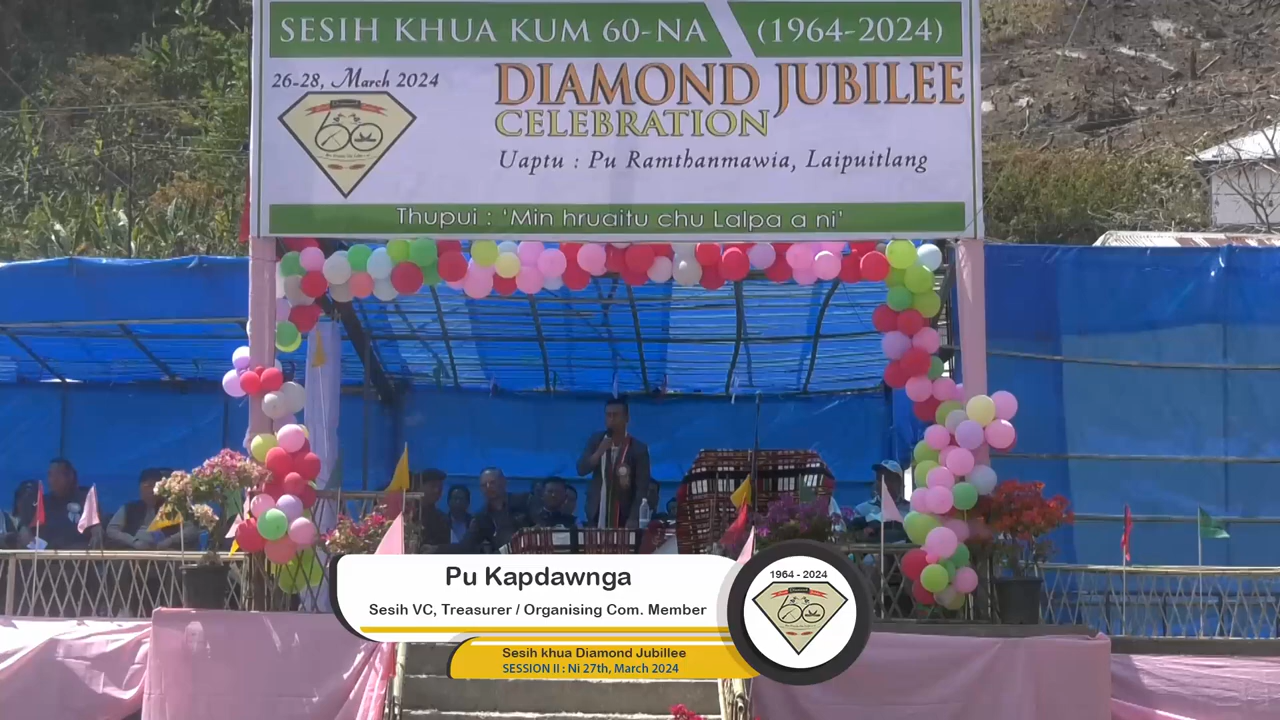 SESIH KHUA KUM 60-NA (1964-2024)
26-28, March 2024
DIAMOND JUBILEE
CELEBRATION
Uaptu : Pu Ramthanmawia, Laipuitlang
Thupui : 'Min hruaitu chu Lalpa a ni'
Pu Kapdawnga
Sesih VC, Treasurer / Organising Com. Member
Sesih khua Diamond Jubillee
SESSION II : Ni 27th, March 2024
1964 - 2024
60